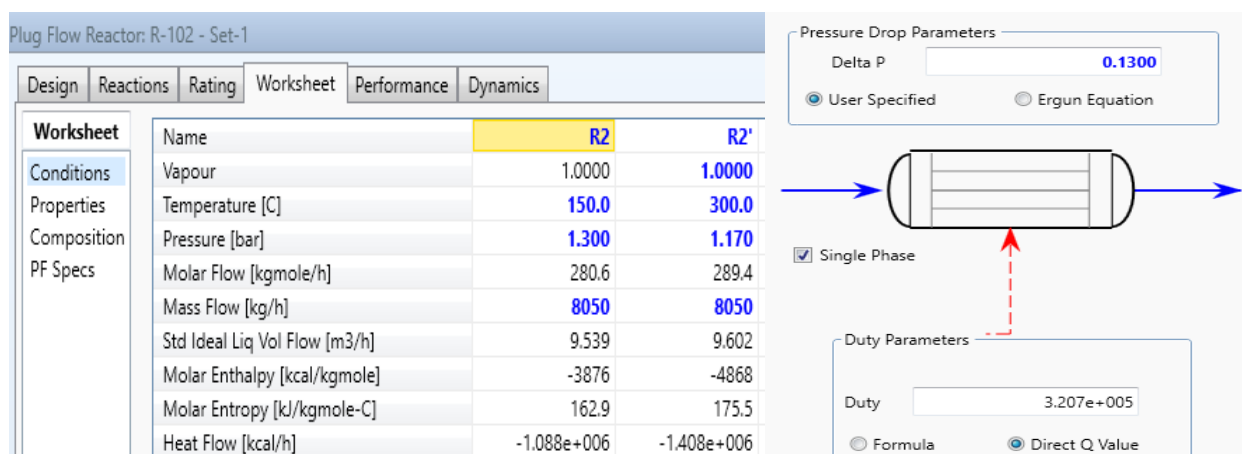 Plug Flow Reactor: R-102 - Set-1
Design Reactions Rating Worksheet Performance Dynamics
Worksheet
Conditions
Properties
Composition
PF Specs
Name R2 R2'
Vapour 1.0000 1.0000
Temperature [C] 150.0 300.0
Pressure [bar] 1.300 1.170
Molar Flow [kgmole/h] 280.6 289.4
Mass Flow [kg/h] 8050 8050
Std Ideal Liq Vol Flow [m3/h] 9.539 9.602
Molar Enthalpy [kcal/kgmole] -3876 -4868
Molar Entropy [kJ/kgmole-C] 162.9 175.5
Heat Flow [kcal/h] -1.088e+006 -1.408e+006
Pressure Drop Parameters
Delta P 0.1300
User Specified Ergun Equation
Single Phase
Duty Parameters
Duty 3.207e+005
Formula Direct Q Value